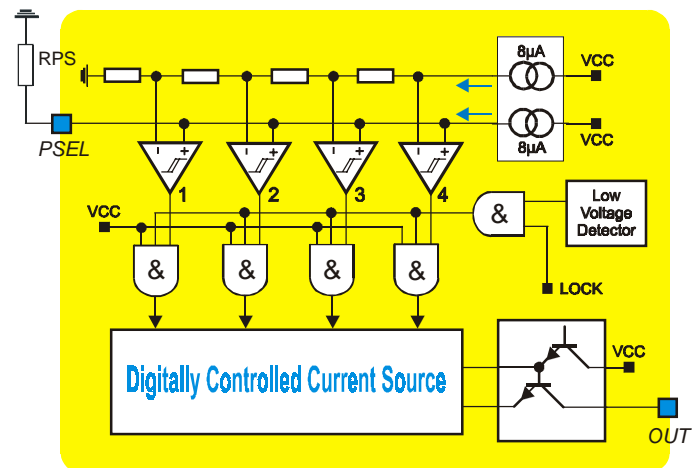 RPS
8µA
VCC
VCC
8µA
PSEL
- +
- +
- +
- +
1
2
3
4
VCC
&
Low
Voltage
Detector
&
&
&
&
LOCK
Digitally Controlled Current Source
VCC
OUT